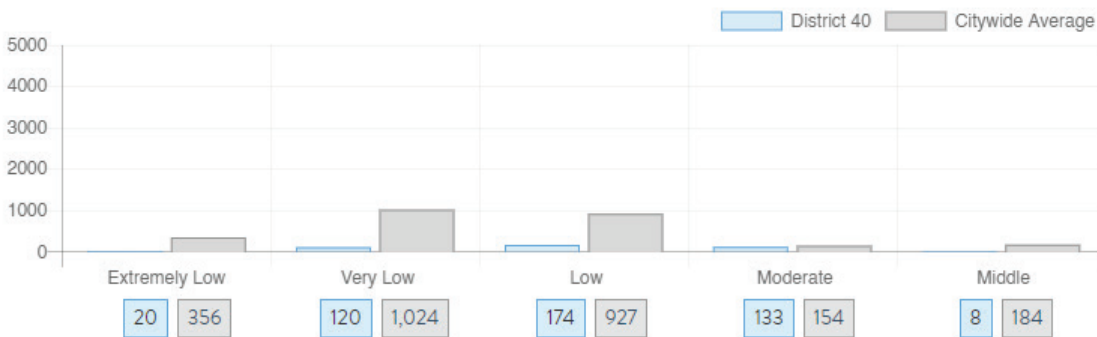 District 40 Citywide Average
5000
4000
3000
2000
1000
0
Extremely Low Very Low Low Moderate Middle
20 356 120 1,024 174 927 133 154 8 184